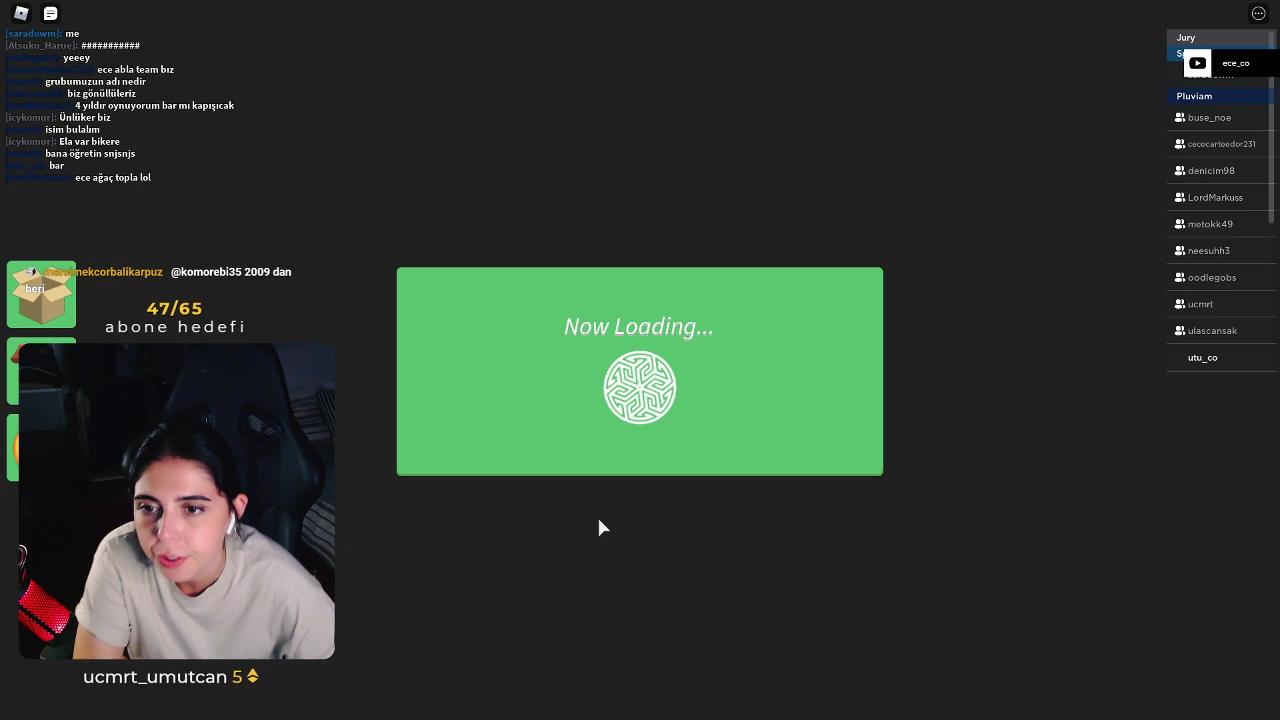 [saradowm]: me
[Atsuko_Harue]: ###########
yeeey
ece abla team bız
grubumuzun adı nedir
biz gönüllüleriz
4 yıldır oynuyorum bar mı kapışıcak
[icykomur]: Ünlüker biz
isim bulalım
[icykomur]: Ela var bikere
bana öğretin snjsnjs
bar
ece ağaç topla lol
@komorebi35 2009 dan
beri
47/65
abone hedefi
Now Loading...
ucmrt_umutcan 5
Jury
ece_co
Pluviam
buse_noe
cececartoedor231
denicim98
LordMarkuss
metokk49
neesuhh3
oodlegobs
ucmrt
ulascansak
utu_co